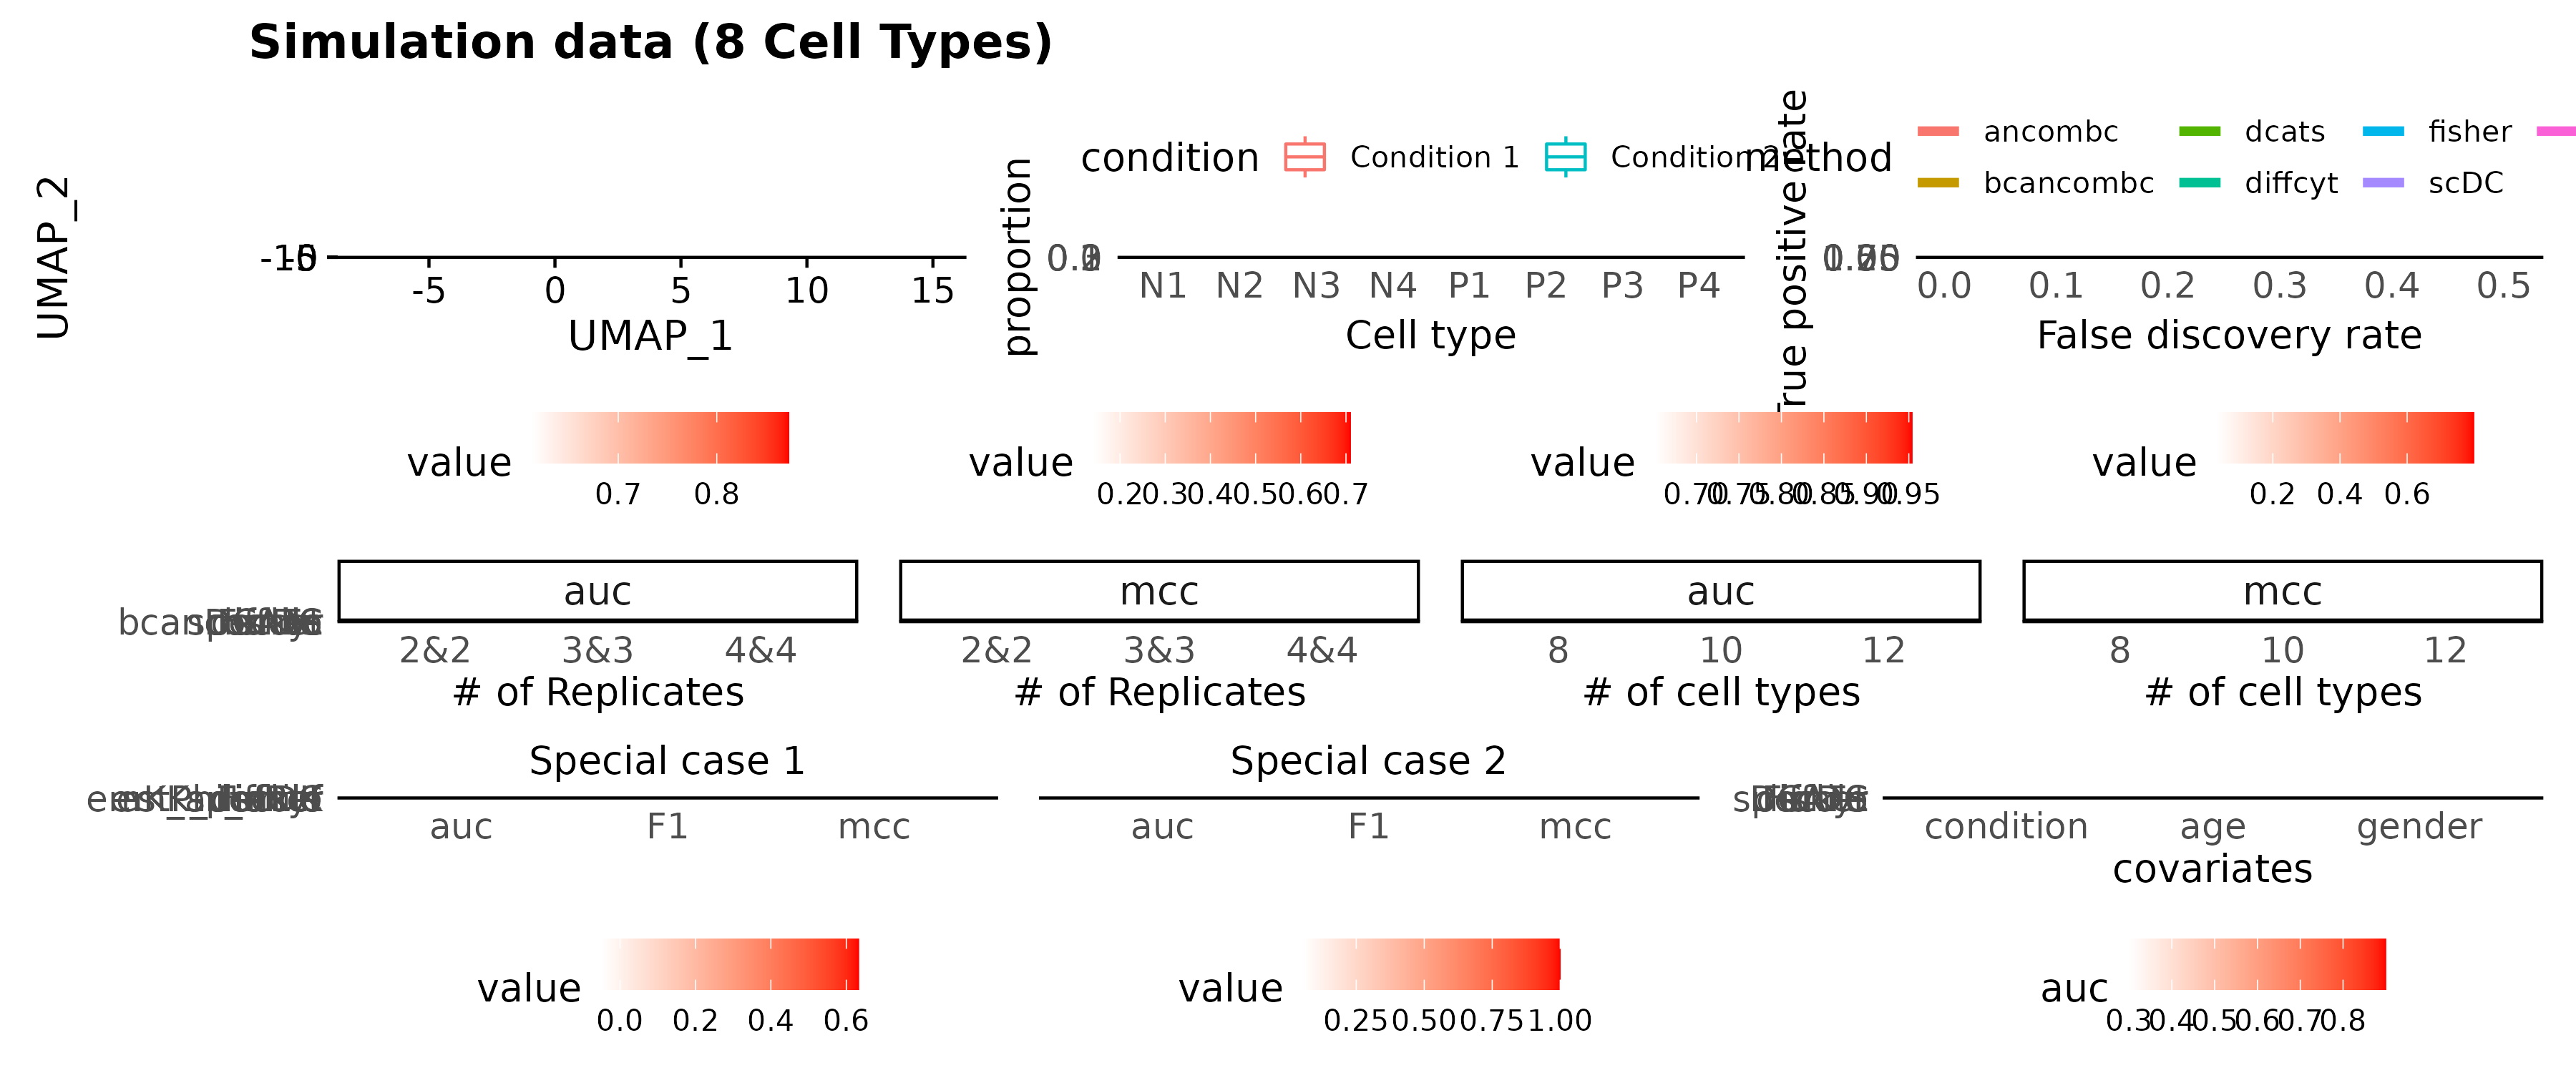 Simulation data (8 Cell Types)
UMAP_2
-5 0 5 10 15
UMAP_1
condition Condition 1 Condition 2
proportion
N1 N2 N3 N4 P1 P2 P3 P4
Cell type
method ancombc dcats fisher
bcancombc diffcyt scDC
True positive rate
0.0 0.1 0.2 0.3 0.4 0.5
False discovery rate
value 0.7 0.8
value 0.2 0.3 0.4 0.5 0.6 0.7
value 0.70 0.75 0.80 0.85 0.90 0.95
value 0.2 0.4 0.6
auc
2&2 3&3 4&4
# of Replicates
mcc
2&2 3&3 4&4
# of Replicates
auc
8 10 12
# of cell types
mcc
8 10 12
# of cell types
Special case 1
auc F1 mcc
value 0.0 0.2 0.4 0.6
Special case 2
auc F1 mcc
value 0.25 0.50 0.75 1.00
condition age gender
covariates
auc 0.3 0.4 0.5 0.6 0.7 0.8